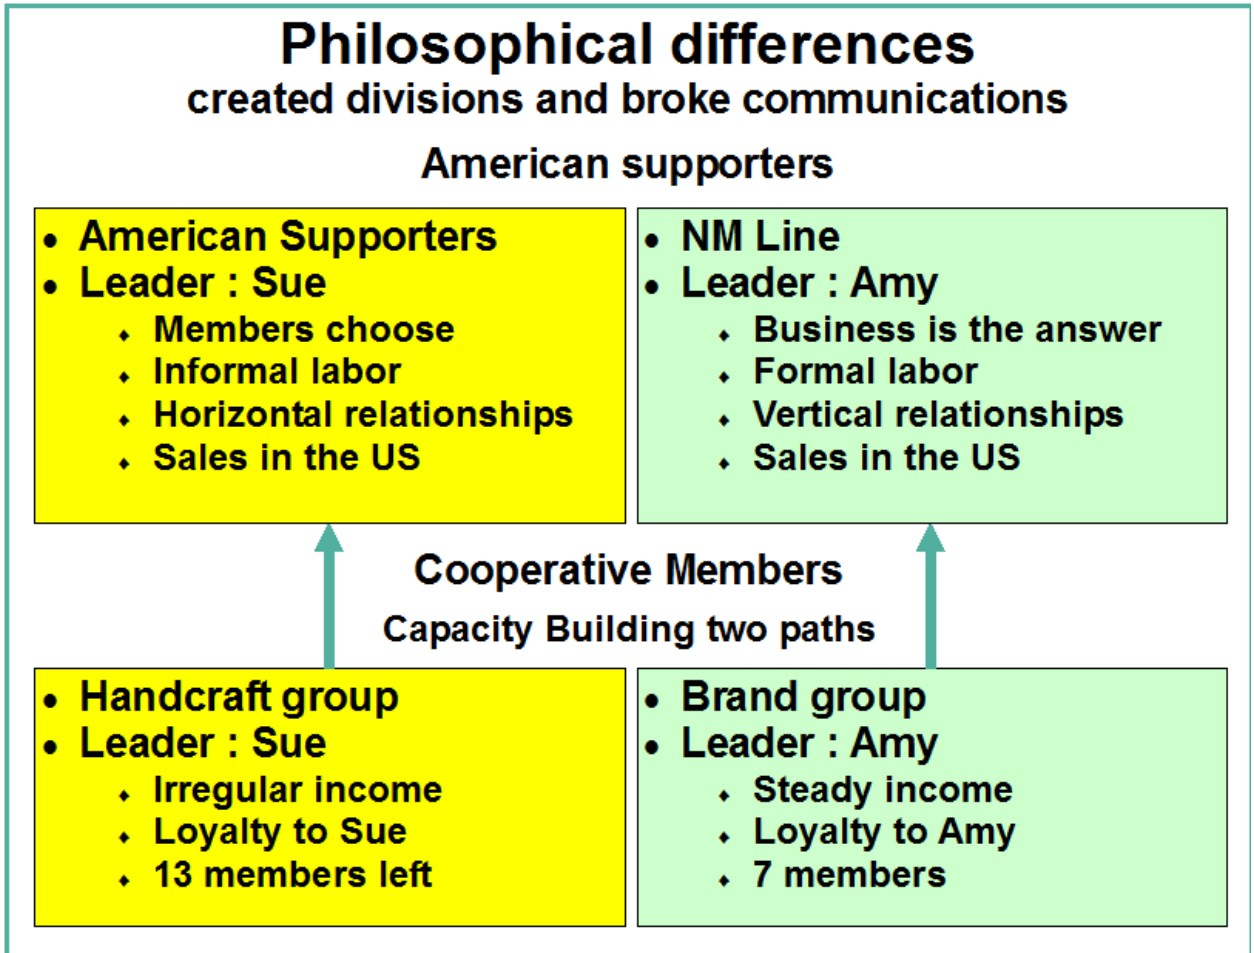 Philosophical differences
created divisions and broke communications
American supporters
• American Supporters
• Leader : Sue
⬩ Members choose
⬩ Informal labor
⬩ Horizontal relationships
⬩ Sales in the US
• NM Line
• Leader : Amy
⬩ Business is the answer
⬩ Formal labor
⬩ Vertical relationships
⬩ Sales in the US
Cooperative Members
Capacity Building two paths
• Handcraft group
• Leader : Sue
⬩ Irregular income
⬩ Loyalty to Sue
⬩ 13 members left
• Brand group
• Leader : Amy
⬩ Steady income
⬩ Loyalty to Amy
⬩ 7 members